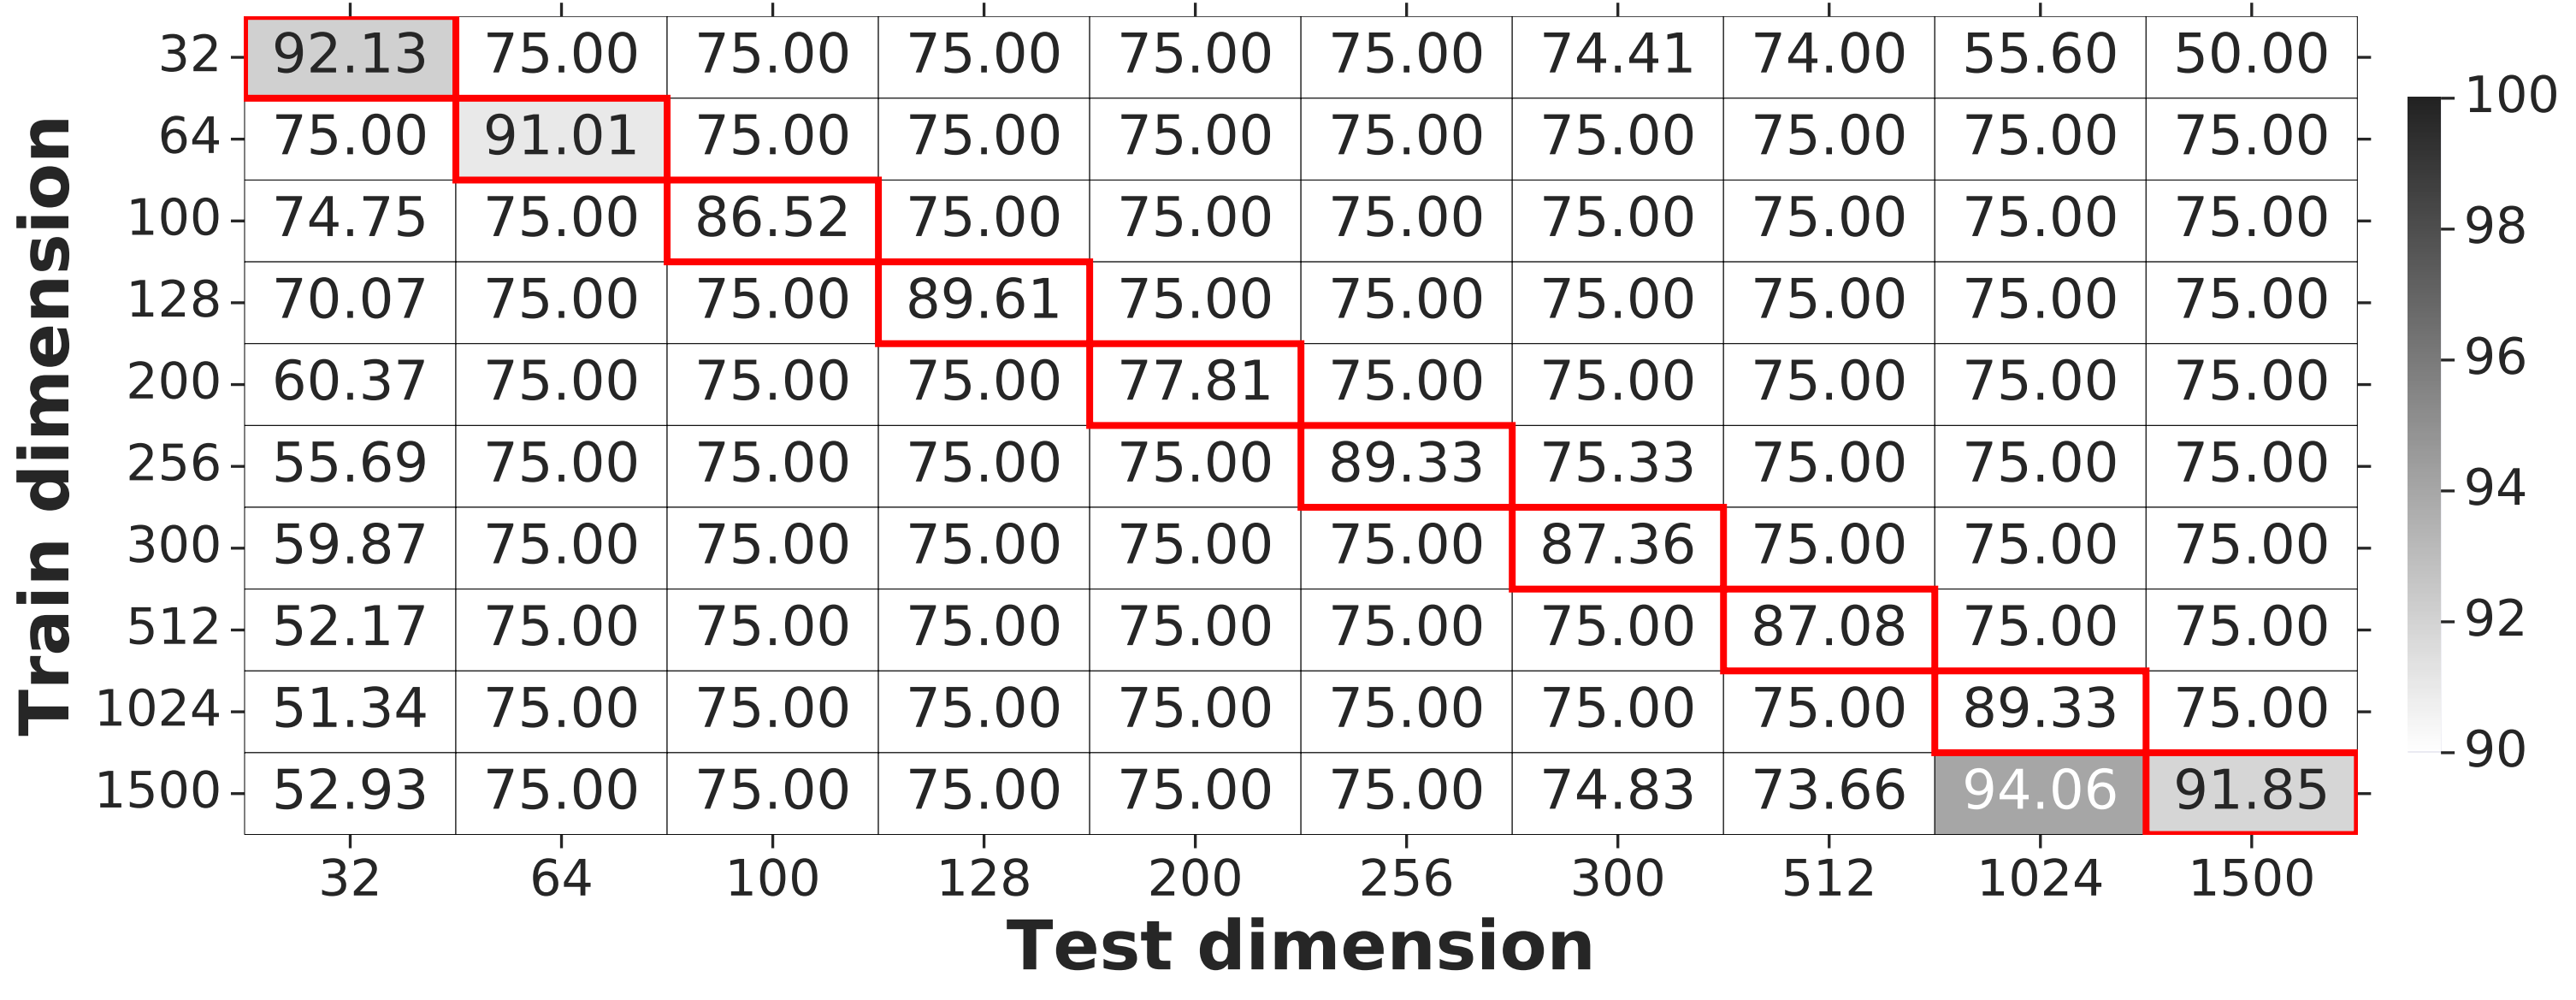 32 92.13 75.00 75.00 75.00 75.00 75.00 74.41 74.00 55.60 50.00
64 75.00 91.01 75.00 75.00 75.00 75.00 75.00 75.00 75.00 75.00
100 74.75 75.00 86.52 75.00 75.00 75.00 75.00 75.00 75.00 75.00
128 70.07 75.00 75.00 89.61 75.00 75.00 75.00 75.00 75.00 75.00
200 60.37 75.00 75.00 75.00 77.81 75.00 75.00 75.00 75.00 75.00
256 55.69 75.00 75.00 75.00 75.00 89.33 75.33 75.00 75.00 75.00
300 59.87 75.00 75.00 75.00 75.00 75.00 87.36 75.00 75.00 75.00
512 52.17 75.00 75.00 75.00 75.00 75.00 75.00 87.08 75.00 75.00
1024 51.34 75.00 75.00 75.00 75.00 75.00 75.00 75.00 89.33 75.00
1500 52.93 75.00 75.00 75.00 75.00 75.00 74.83 73.66 94.06 91.85
32 64 100 128 200 256 300 512 1024 1500
Test dimension
Train dimension
100
98
96
94
92
90